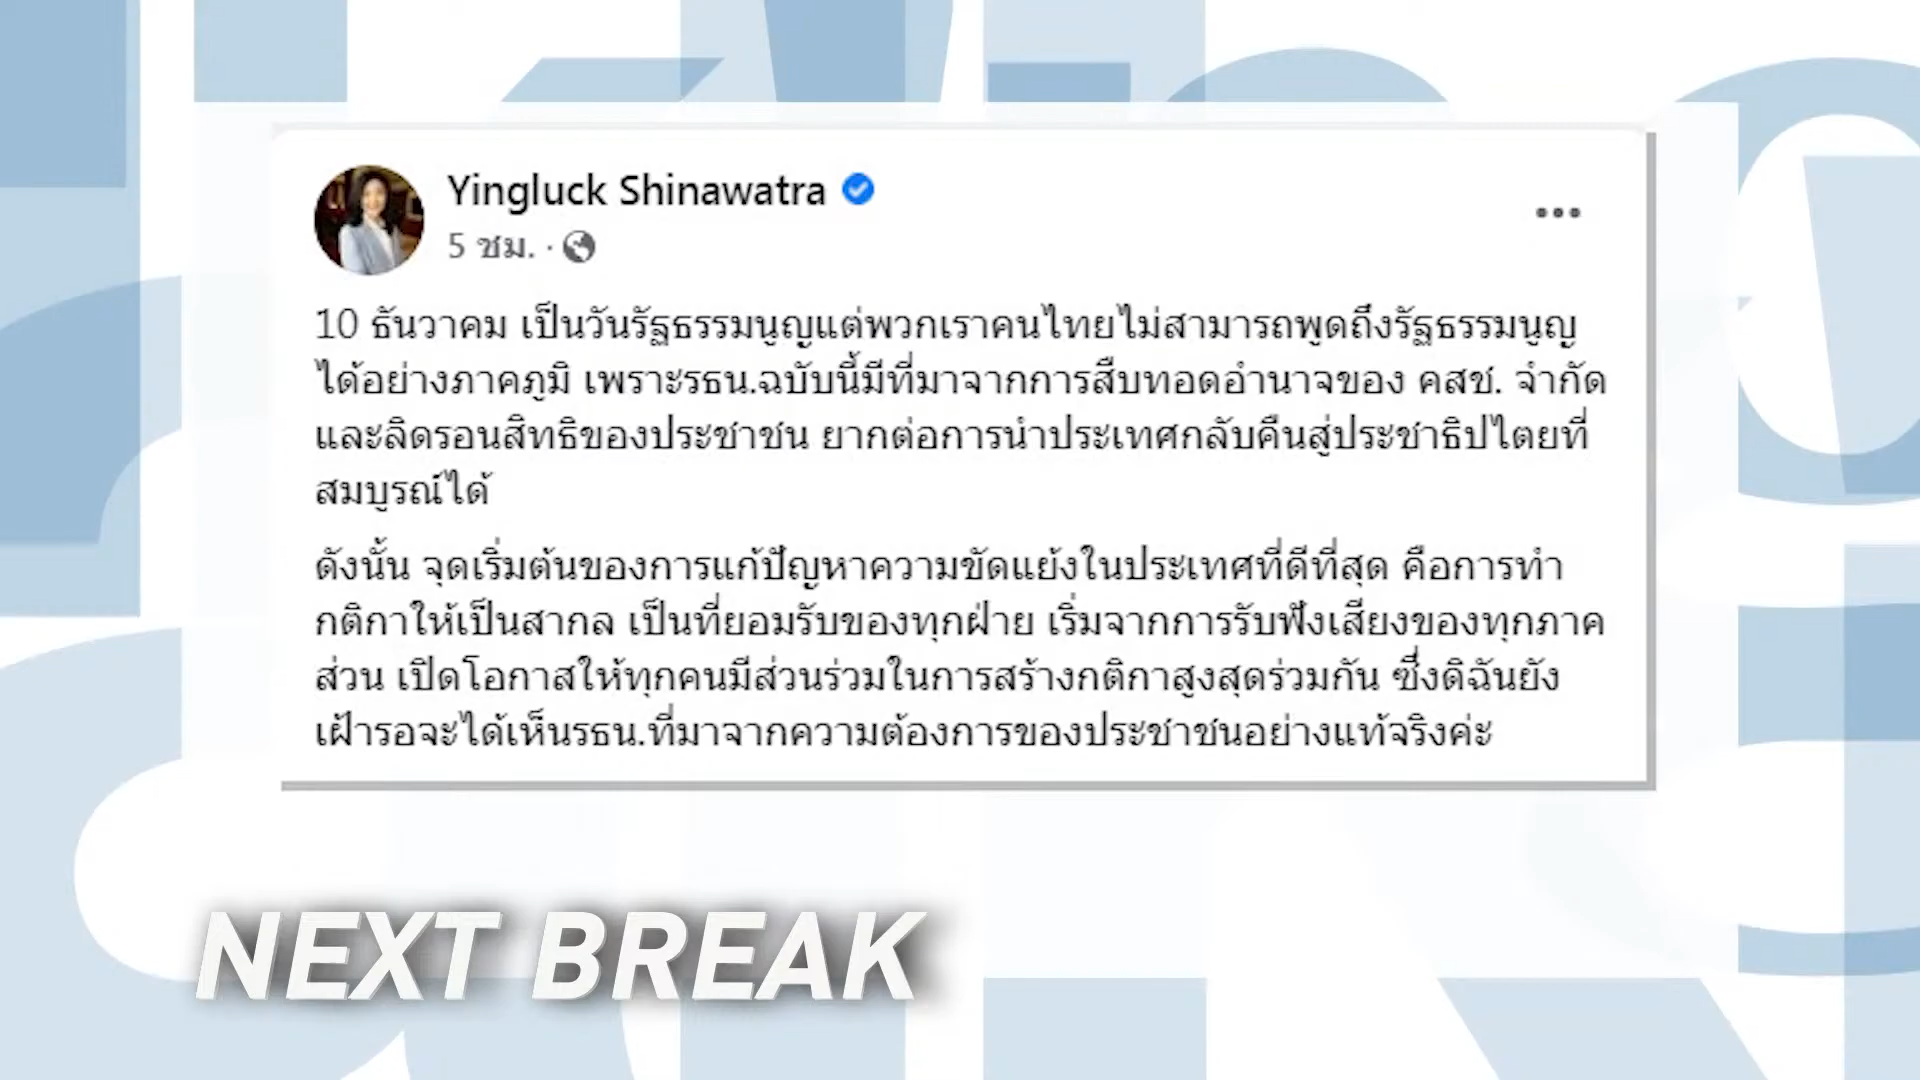 Yingluck Shinawatra
5 ชม. ·
10 ธันวาคม เป็นวันรัฐธรรมนูญแต่พวกเราคนไทยไม่สามารถพูดถึงรัฐธรรมนูญ
ได้อย่างภาคภูมิ เพราะรธน.ฉบับนี้มีที่มาจากการสืบทอดอำนาจของ คสช. จำกัด
และลิดรอนสิทธิของประชาชน ยากต่อการนำประเทศกลับคืนสู่ประชาธิปไตยที่
สมบูรณ์ได้
ดังนั้น จุดเริ่มต้นของการแก้ปัญหาความขัดแย้งในประเทศที่ดีที่สุด คือการทำ
กติกาให้เป็นสากล เป็นที่ยอมรับของทุกฝ่าย เริ่มจากการรับฟังเสียงของทุกภาค
ส่วน เปิดโอกาสให้ทุกคนมีส่วนร่วมในการสร้างกติกาสูงสุดร่วมกัน ซึ่งดิฉันยัง
เฝ้ารอจะได้เห็นรธน.ที่มาจากความต้องการของประชาชนอย่างแท้จริงค่ะ
NEXT BREAK